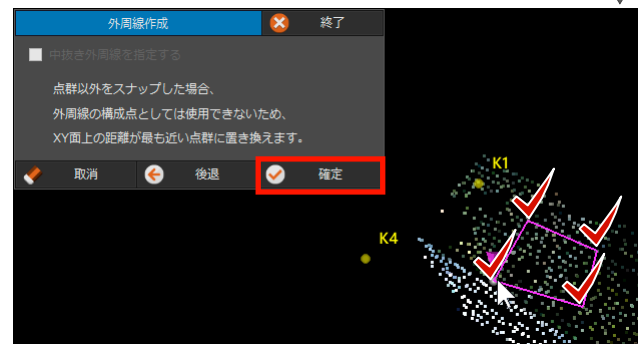 外周線作成
終了
中抜き外周線を指定する
点群以外をスナップした場合、
外周線の構成点としては使用できないため、
XY面上の距離が最も近い点群に置き換えます。
取消
後退
確定
K1
K4